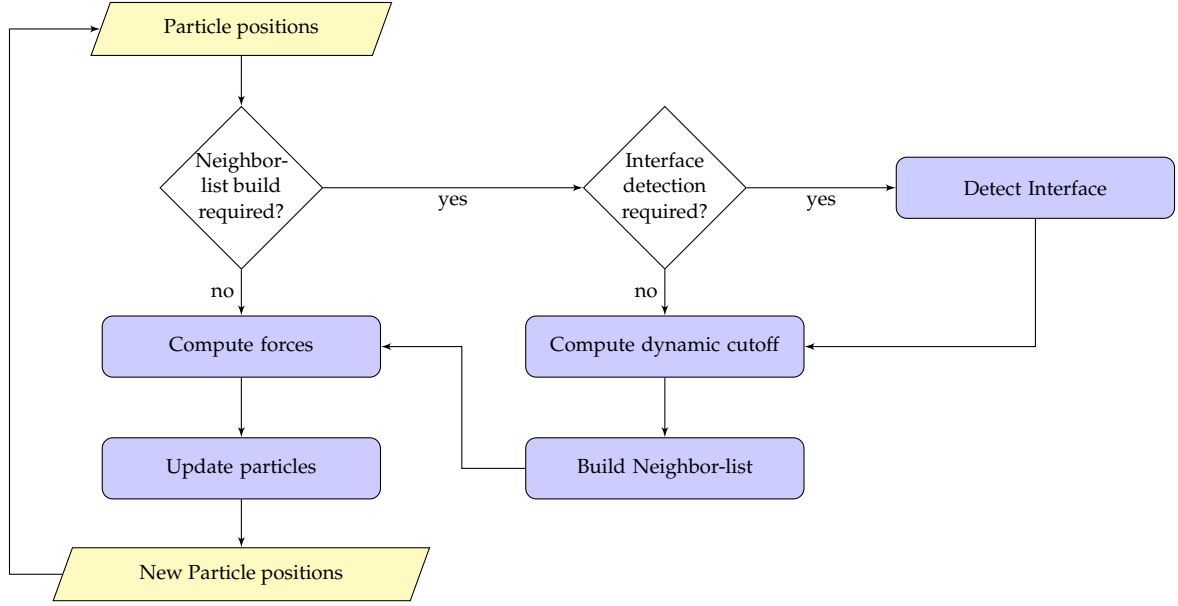 Particle positions
Neighbor-
list build
required?
yes
Interface
detection
required?
yes
Detect Interface
no
no
Compute forces
Compute dynamic cutoff
Update particles
Build Neighbor-list
New Particle positions